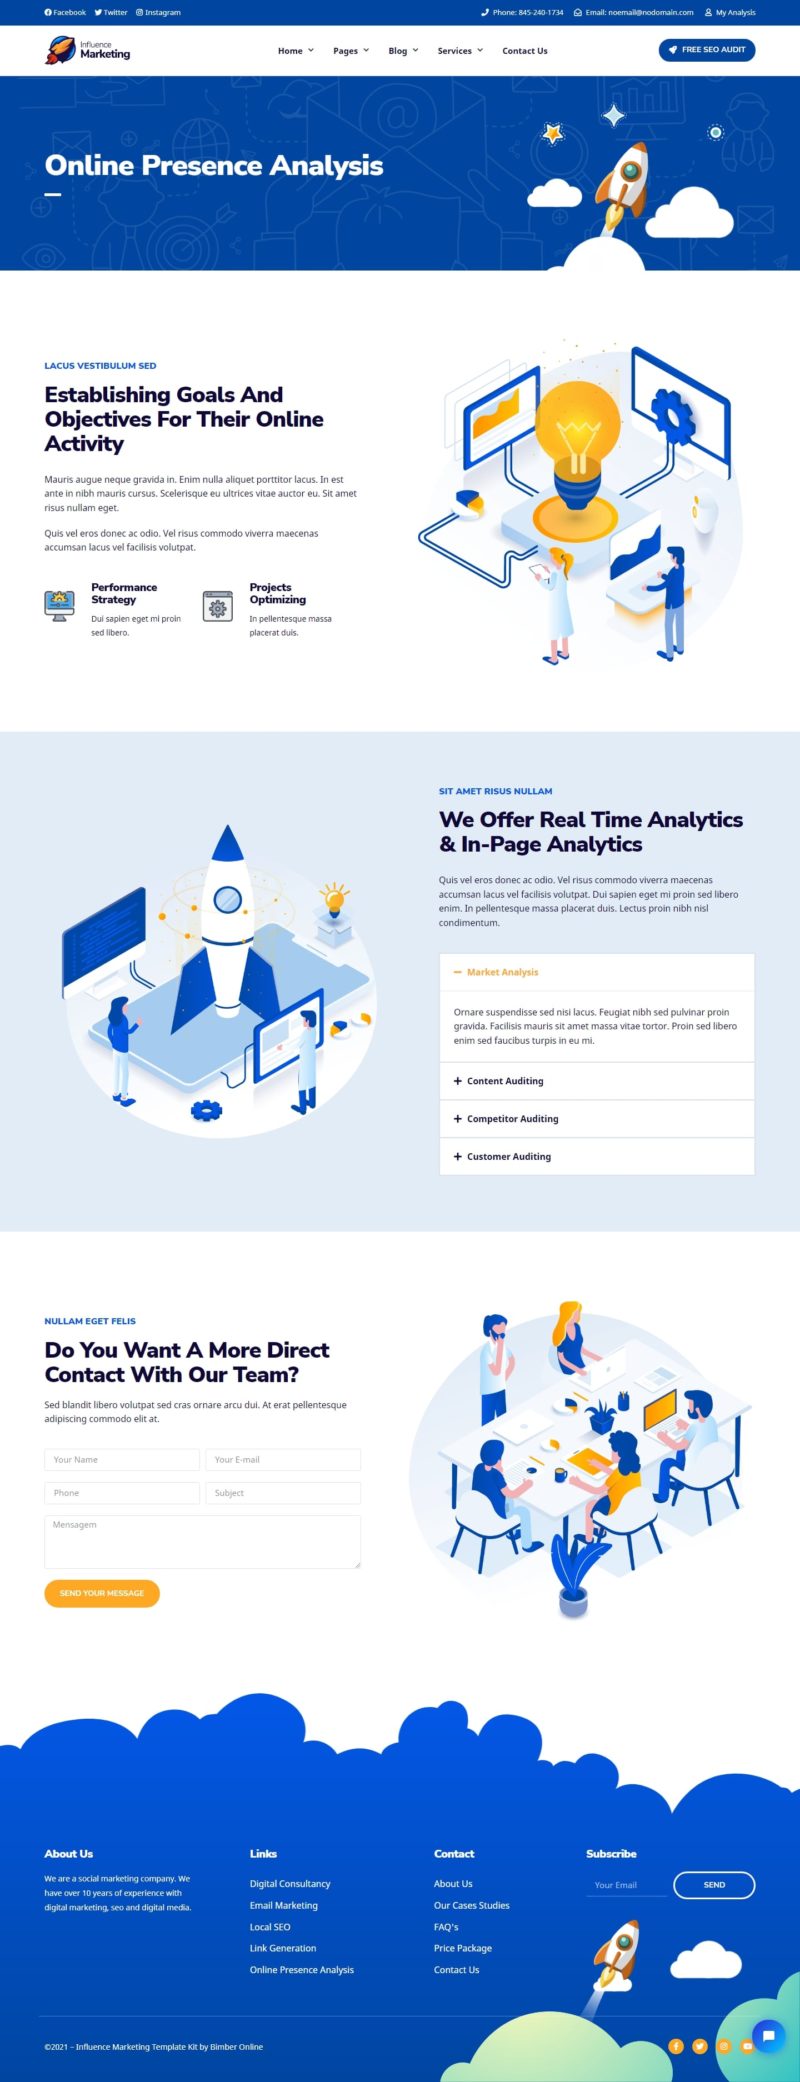 Facebook Twitter Instagram Phone: 845-240-1734 Email: noemail@nodomain.com My Analysis
Influence
Marketing
Home Pages Blog Services Contact Us FREE SEO AUDIT
Online Presence Analysis
LACUS VESTIBULUM SED
Establishing Goals And
Objectives For Their Online
Activity
Mauris augue neque gravida in. Enim nulla aliquet porttitor lacus. In est
ante in nibh mauris cursus. Scelerisque eu ultrices vitae auctor eu. Sit amet
risus nullam eget.
Quis vel eros donec ac odio. Vel risus commodo viverra maecenas
accumsan lacus vel facilisis volutpat.
Performance
Strategy
Dui sapien eget mi proin
sed libero.
Projects
Optimizing
In pellentesque massa
placerat duis.
SIT AMET RISUS NULLAM
We Offer Real Time Analytics
& In-Page Analytics
Quis vel eros donec ac odio. Vel risus commodo viverra maecenas
accumsan lacus vel facilisis volutpat. Dui sapien eget mi proin sed libero
enim. In pellentesque massa placerat duis. Lectus proin nibh nisl
condimentum.
Market Analysis
Ornare suspendisse sed nisi lacus. Feugiat nibh sed pulvinar proin
gravida. Facilisis mauris sit amet massa vitae tortor. Proin sed libero
enim sed faucibus turpis in eu mi.
Content Auditing
Competitor Auditing
Customer Auditing
NULLAM EGET FELIS
Do You Want A More Direct
Contact With Our Team?
Sed blandit libero volutpat sed cras ornare arcu dui. At erat pellentesque
adipiscing commodo elit at.
Your Name Your E-mail
Phone Subject
Mensagem
SEND YOUR MESSAGE
About Us
We are a social marketing company. We
have over 10 years of experience with
digital marketing, seo and digital media.
Links
Digital Consultancy
Email Marketing
Local SEO
Link Generation
Online Presence Analysis
Contact
About Us
Our Cases Studies
FAQ's
Price Package
Contact Us
Subscribe
Your Email SEND
©2021 – Influence Marketing Template Kit by Bimber Online